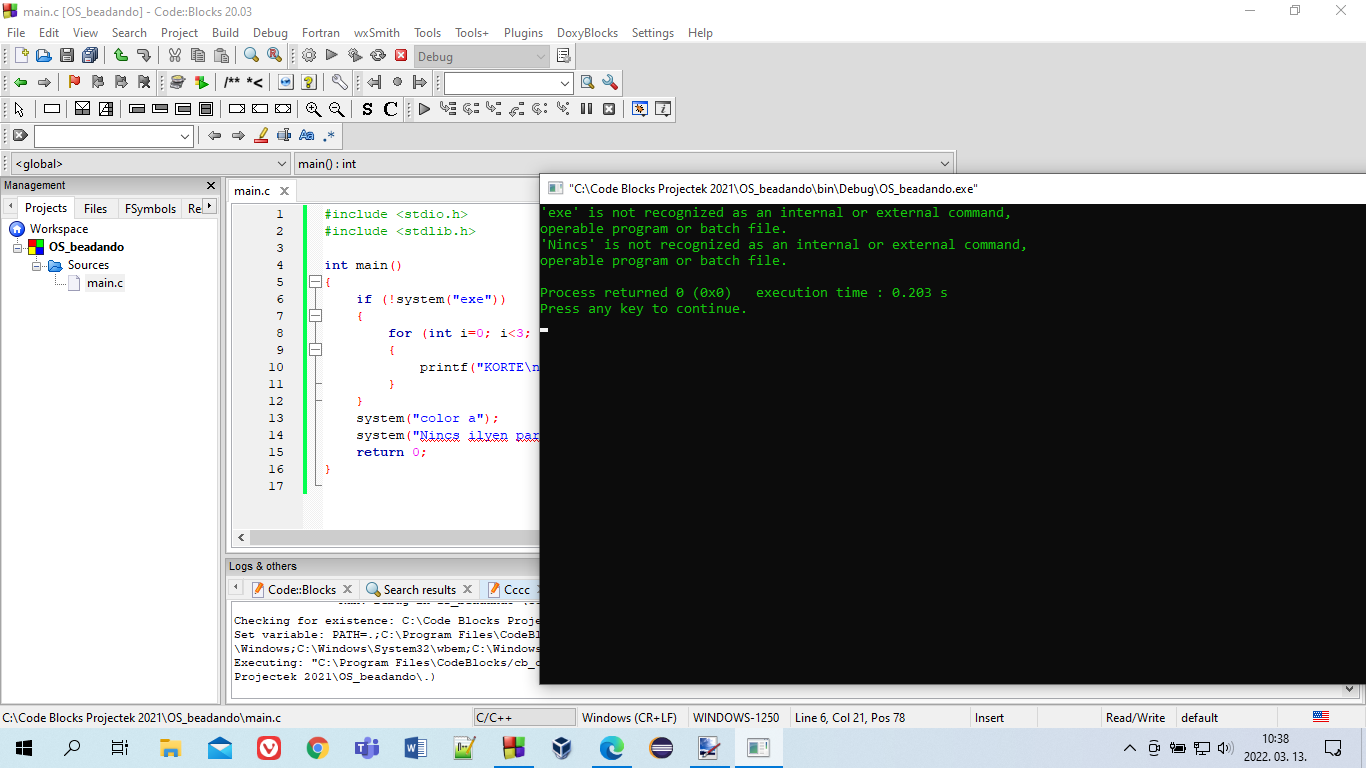 main.c [OS_beadando] - Code::Blocks 20.03
File Edit View Search Project Build Debug Fortran wxSmith Tools Tools+ Plugins DoxyBlocks Settings Help
Debug
/** *<
S C
Aa .*
<global> main() : int
Management
Projects Files FSymbols Re
Workspace
OS_beadando
Sources
main.c
main.c
1 #include <stdio.h>
2 #include <stdlib.h>
3
4 int main()
5 {
6 if (!system("exe"))
7 {
8 for (int i=0; i<3;
9 {
10 printf("KORTE\n
11 }
12 }
13 system("color a");
14 system("Nincs ilyen par
15 return 0;
16 }
17
"C:\Code Blocks Projektek 2021\OS_beadando\bin\Debug\OS_beadando.exe"
'exe' is not recognized as an internal or external command,
operable program or batch file.
'Nincs' is not recognized as an internal or external command,
operable program or batch file.
Process returned 0 (0x0) execution time : 0.203 s
Press any key to continue.
Logs & others
Code::Blocks Search results Cccc
Checking for existence: C:\Code Blocks Proje
Set variable: PATH=.;C:\Program Files\CodeBl
\Windows;C:\Windows\System32\wbem;C:\Windows
Executing: "C:\Program Files\CodeBlocks/cb_c
Projektek 2021\OS_beadando\.)
C:\Code Blocks Projektek 2021\OS_beadando\main.c C/C++ Windows (CR+LF) WINDOWS-1250 Line 6, Col 21, Pos 78 Insert Read/Write default
10:38
2022. 03. 13.